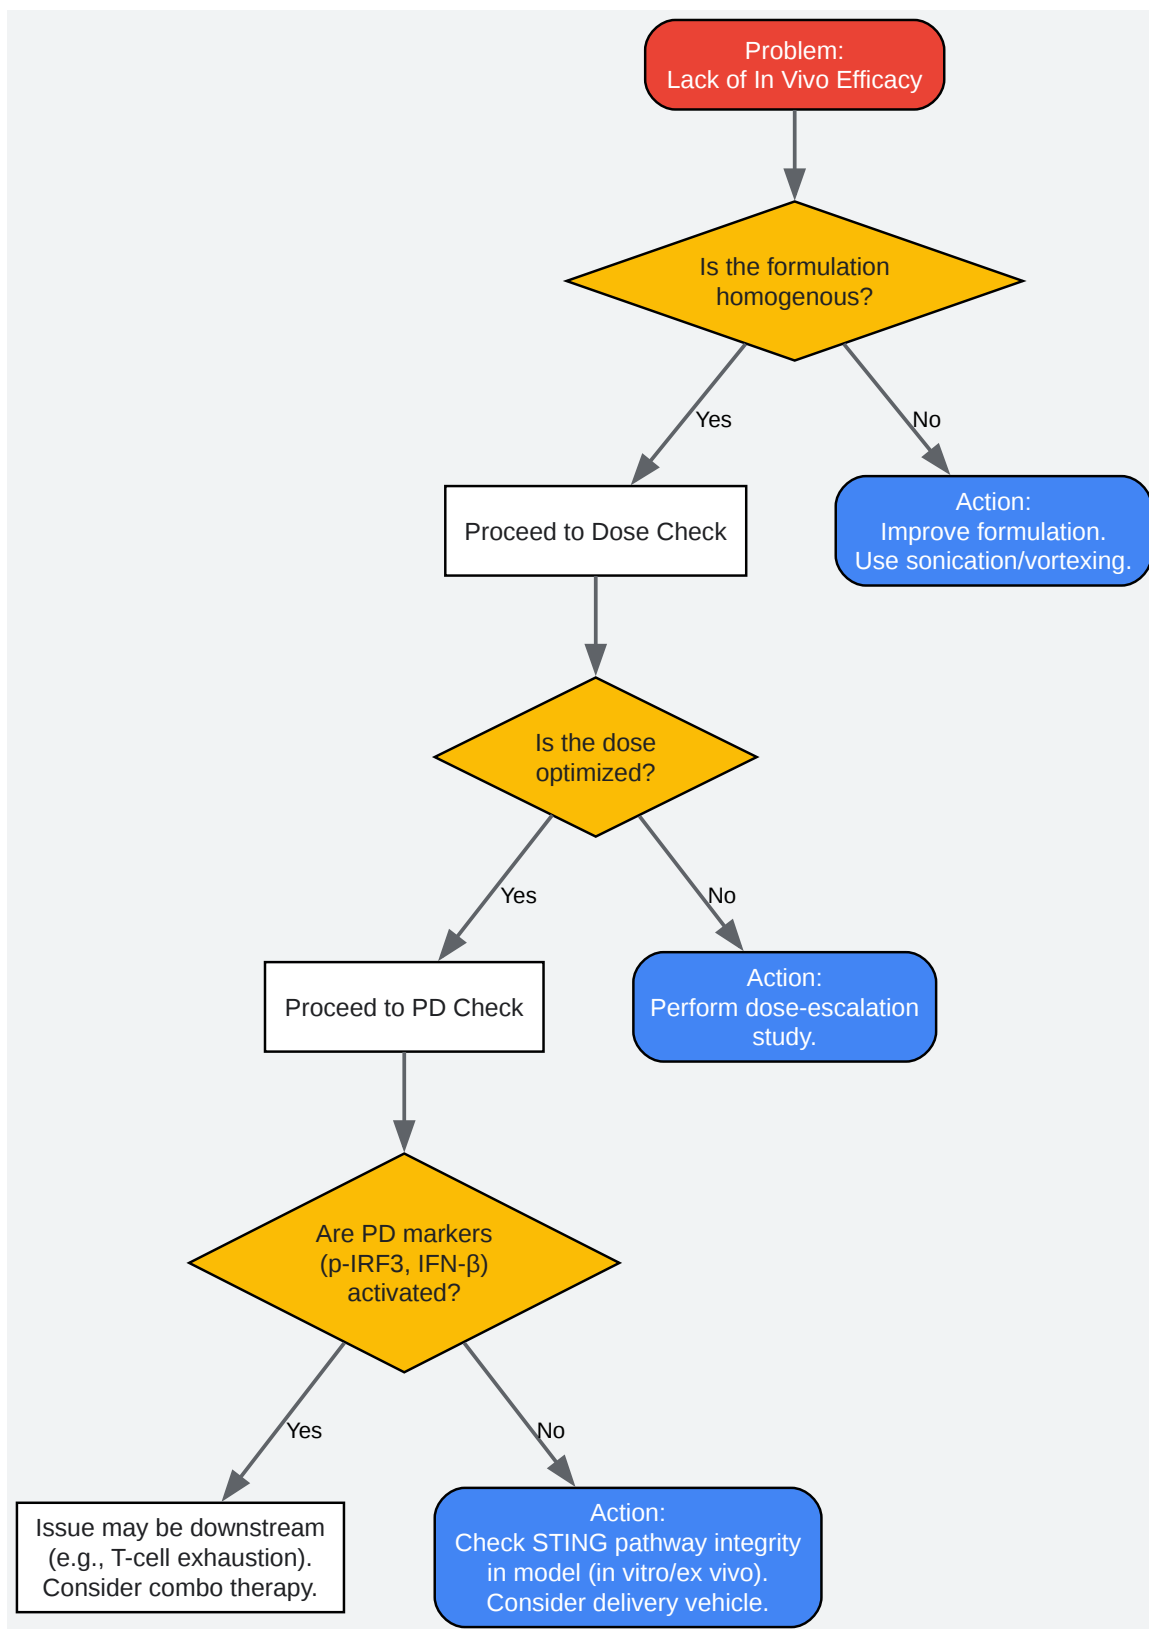 Problem:
Lack of In Vivo Efficacy
Is the formulation
homogenous?
Yes
No
Proceed to Dose Check
Action:
Improve formulation.
Use sonication/vortexing.
Is the dose
optimized?
Yes
No
Proceed to PD Check
Action:
Perform dose-escalation
study.
Are PD markers
(p-IRF3, IFN-β)
activated?
Yes
No
Issue may be downstream
(e.g., T-cell exhaustion).
Consider combo therapy.
Action:
Check STING pathway integrity
in model (in vitro/ex vivo).
Consider delivery vehicle.